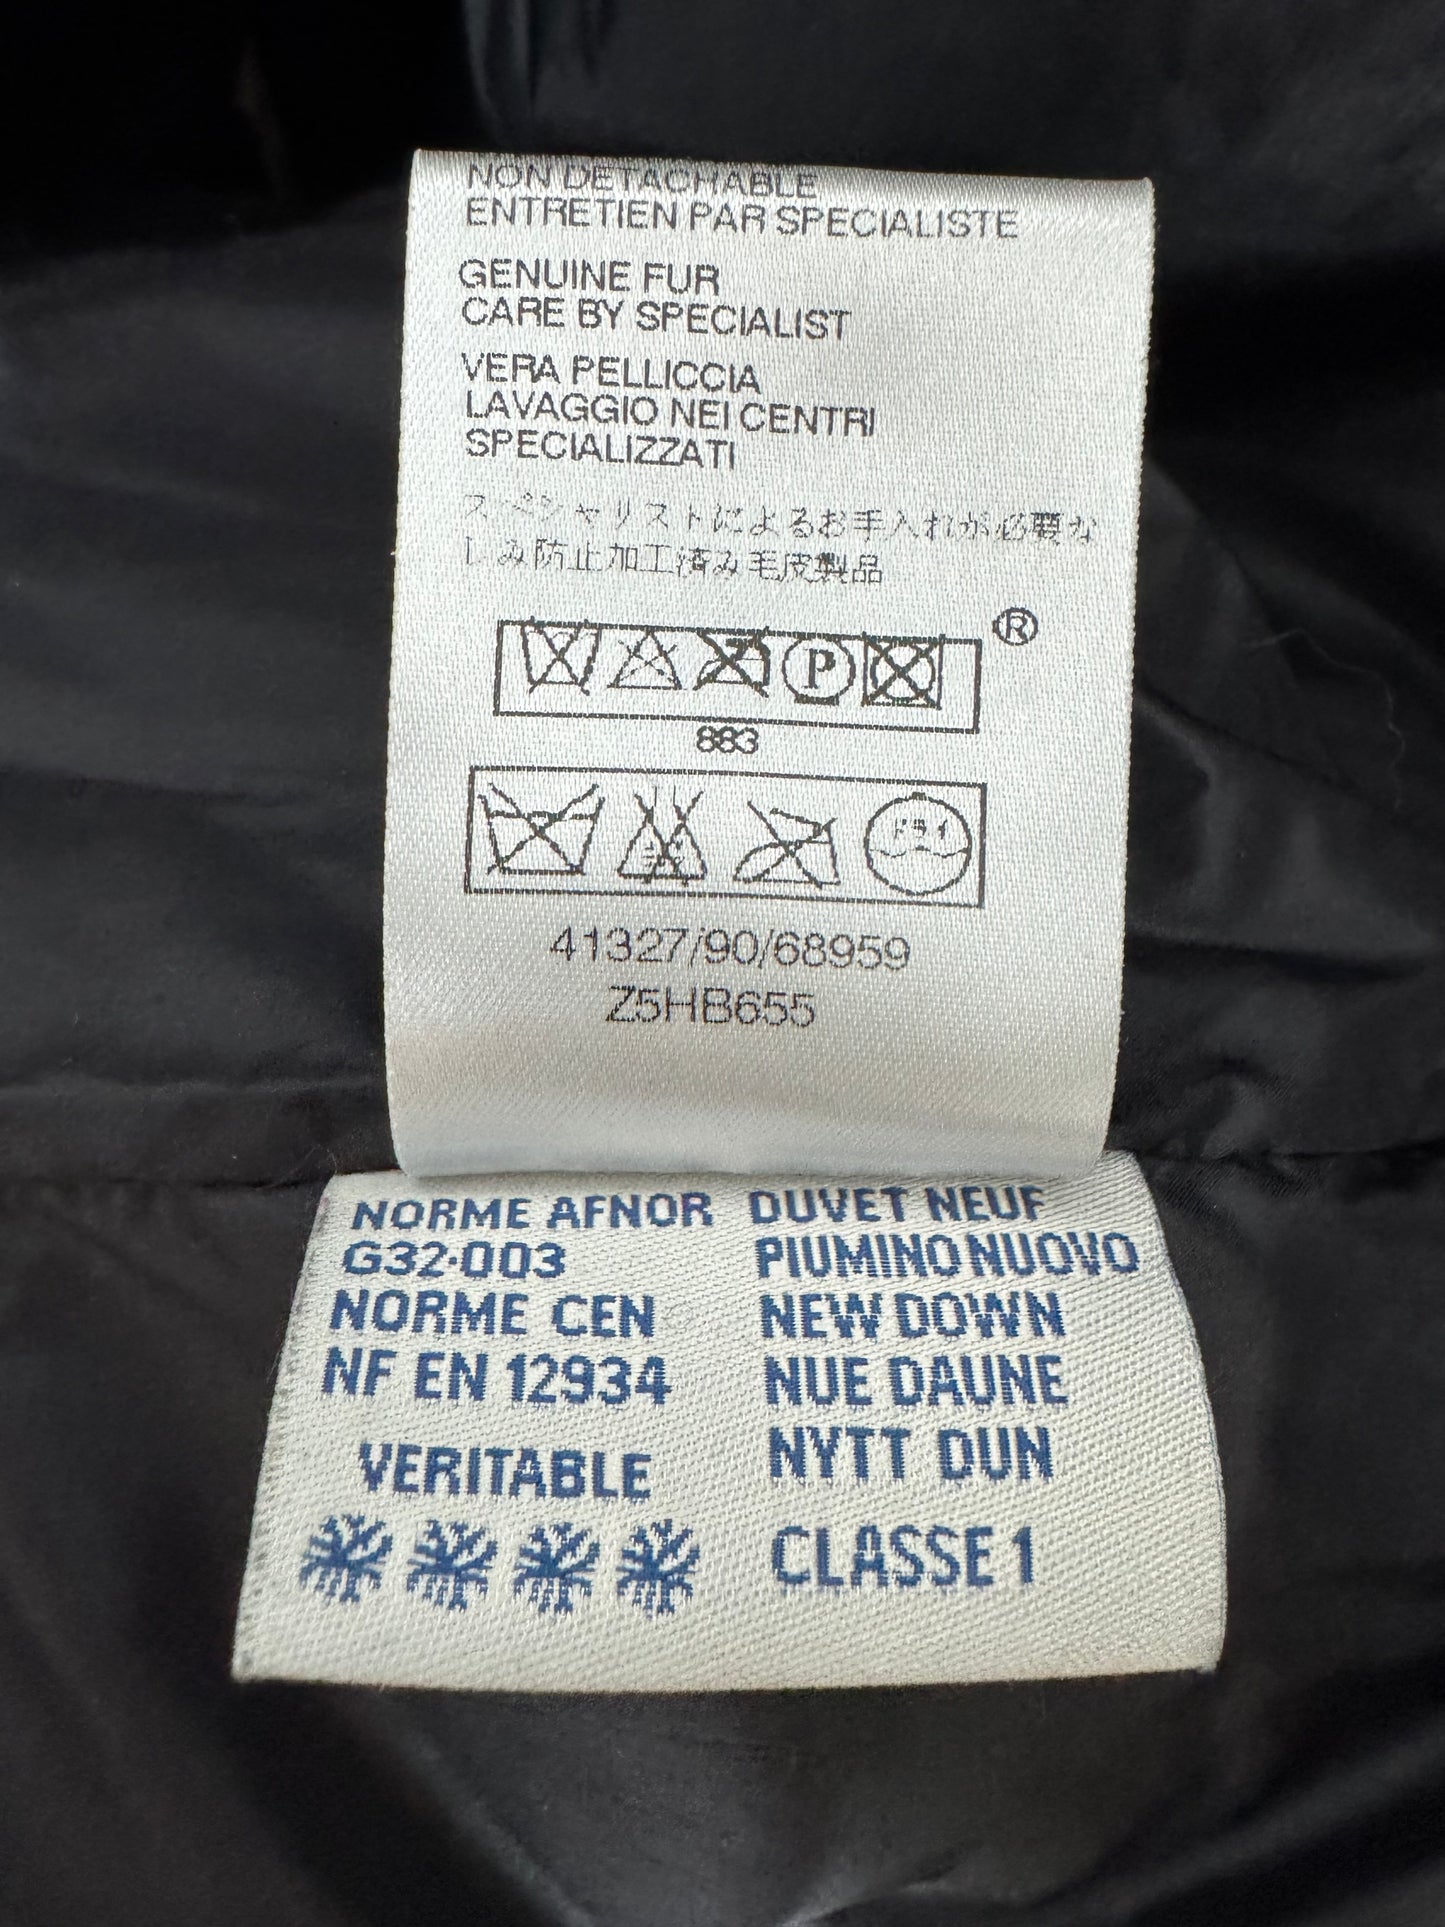 NON DETACHABLE
ENTRETIEN PAR SPECIALISTE
GENUINE FUR
CARE BY SPECIALIST
VERA PELLICCIA
LAVAGGIO NEI CENTRI
SPECIALIZZATI
スペシャリストによるお手入れが必要な
しみ防止加工済み毛皮製品
®
P
883
ドライ
41327/90/68959
Z5HB655
NORME AFNOR
G32·003
NORME CEN
NF EN 12934
VERITABLE
DUVET NEUF
PIUMINO NUOVO
NEW DOWN
NUE DAUNE
NYTT DUN
CLASSE 1